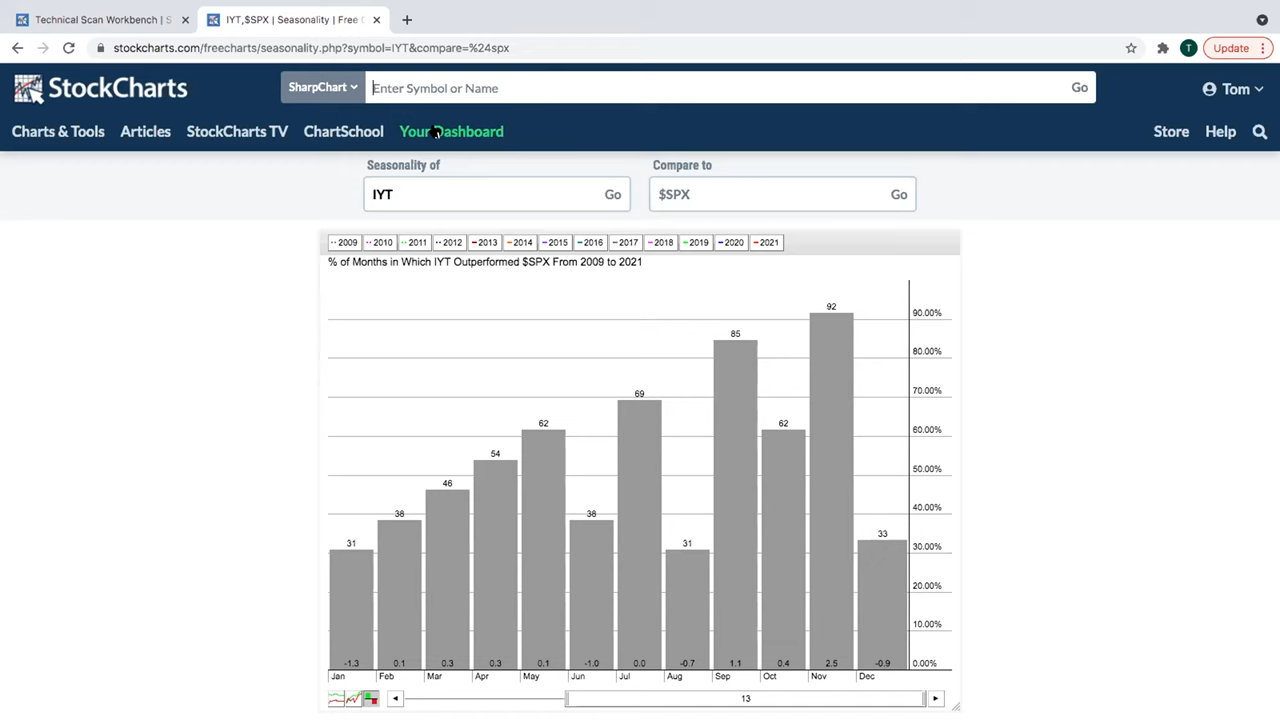 Technical Scan Workbench | S
IYT,$SPX | Seasonality | Free
stockcharts.com/freecharts/seasonality.php?symbol=IYT&compare=%24spx
T
Update
StockCharts
SharpChart
Enter Symbol or Name
Go
Tom
Charts & Tools
Articles
StockCharts TV
ChartSchool
Your Dashboard
Store
Help
Seasonality of
Compare to
IYT
Go
$SPX
Go
2009 2010 2011 2012 2013 2014 2015 2016 2017 2018 2019 2020 2021
% of Months in Which IYT Outperformed $SPX From 2009 to 2021
92
90.00%
85
80.00%
70.00%
69
62
62
60.00%
54
50.00%
46
38
38
40.00%
33
31
31
30.00%
20.00%
10.00%
-1.3 0.1 0.3 0.3 0.1 -1.0 0.0 -0.7 1.1 0.4 2.5 -0.9 0.00%
Jan Feb Mar Apr May Jun Jul Aug Sep Oct Nov Dec
13